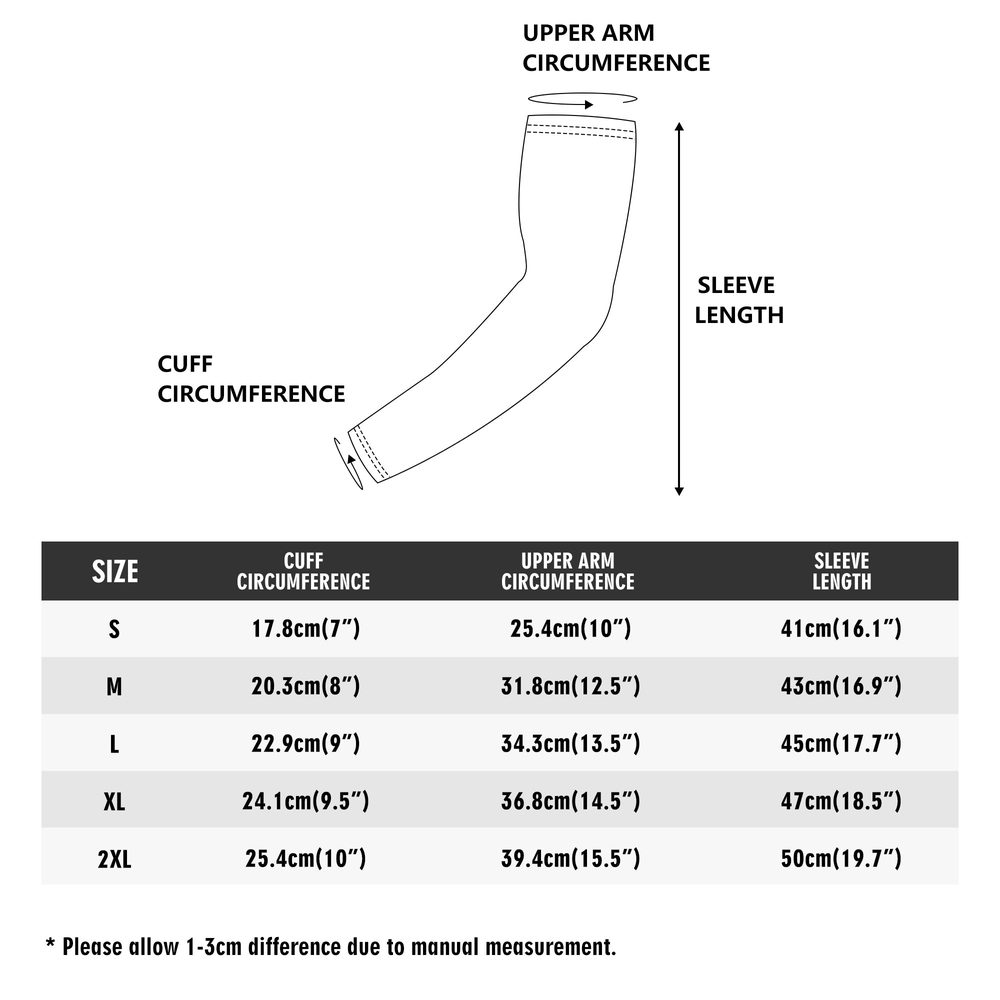 UPPER ARM
CIRCUMFERENCE
SLEEVE
LENGTH
CUFF
CIRCUMFERENCE
SIZE CUFF CIRCUMFERENCE UPPER ARM CIRCUMFERENCE SLEEVE LENGTH
S 17.8cm(7”) 25.4cm(10”) 41cm(16.1”)
M 20.3cm(8”) 31.8cm(12.5”) 43cm(16.9”)
L 22.9cm(9”) 34.3cm(13.5”) 45cm(17.7”)
XL 24.1cm(9.5”) 36.8cm(14.5”) 47cm(18.5”)
2XL 25.4cm(10”) 39.4cm(15.5”) 50cm(19.7”)
* Please allow 1-3cm difference due to manual measurement.